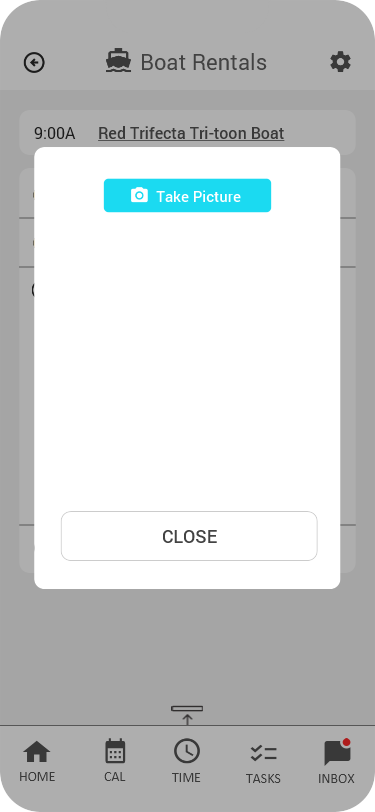 Boat Rentals
9:00A Red Trifecta Tri-toon Boat
Take Picture
CLOSE
HOME CAL TIME TASKS INBOX